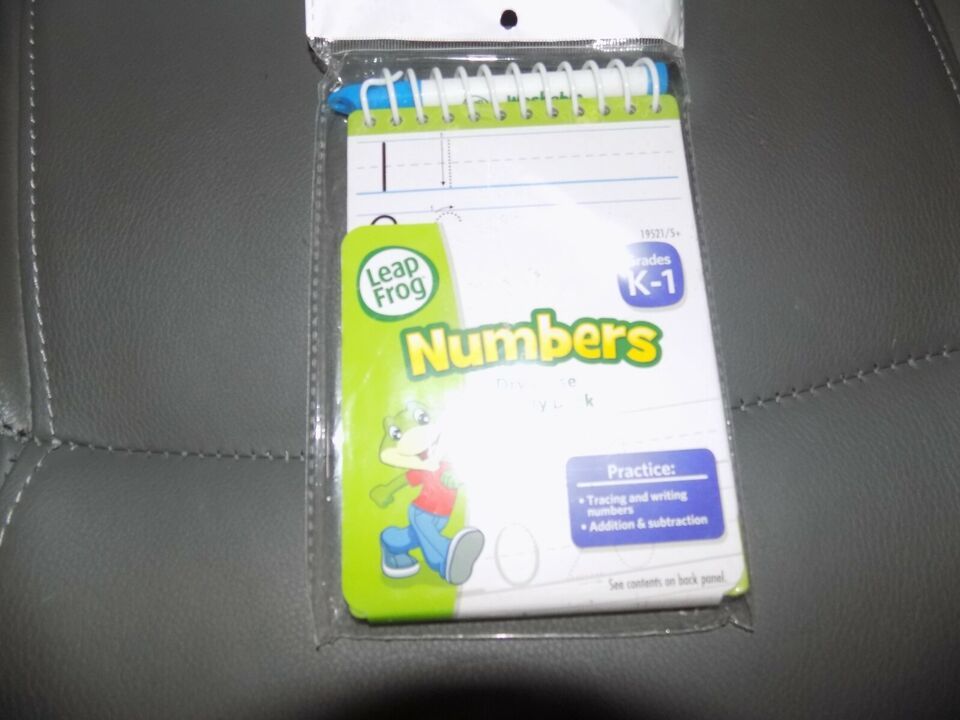 19521/5+
Leap
Frog
Grades
K-1
Numbers
Practice:
• Tracing and writing
numbers
• Addition & subtraction
See contents on back panel.